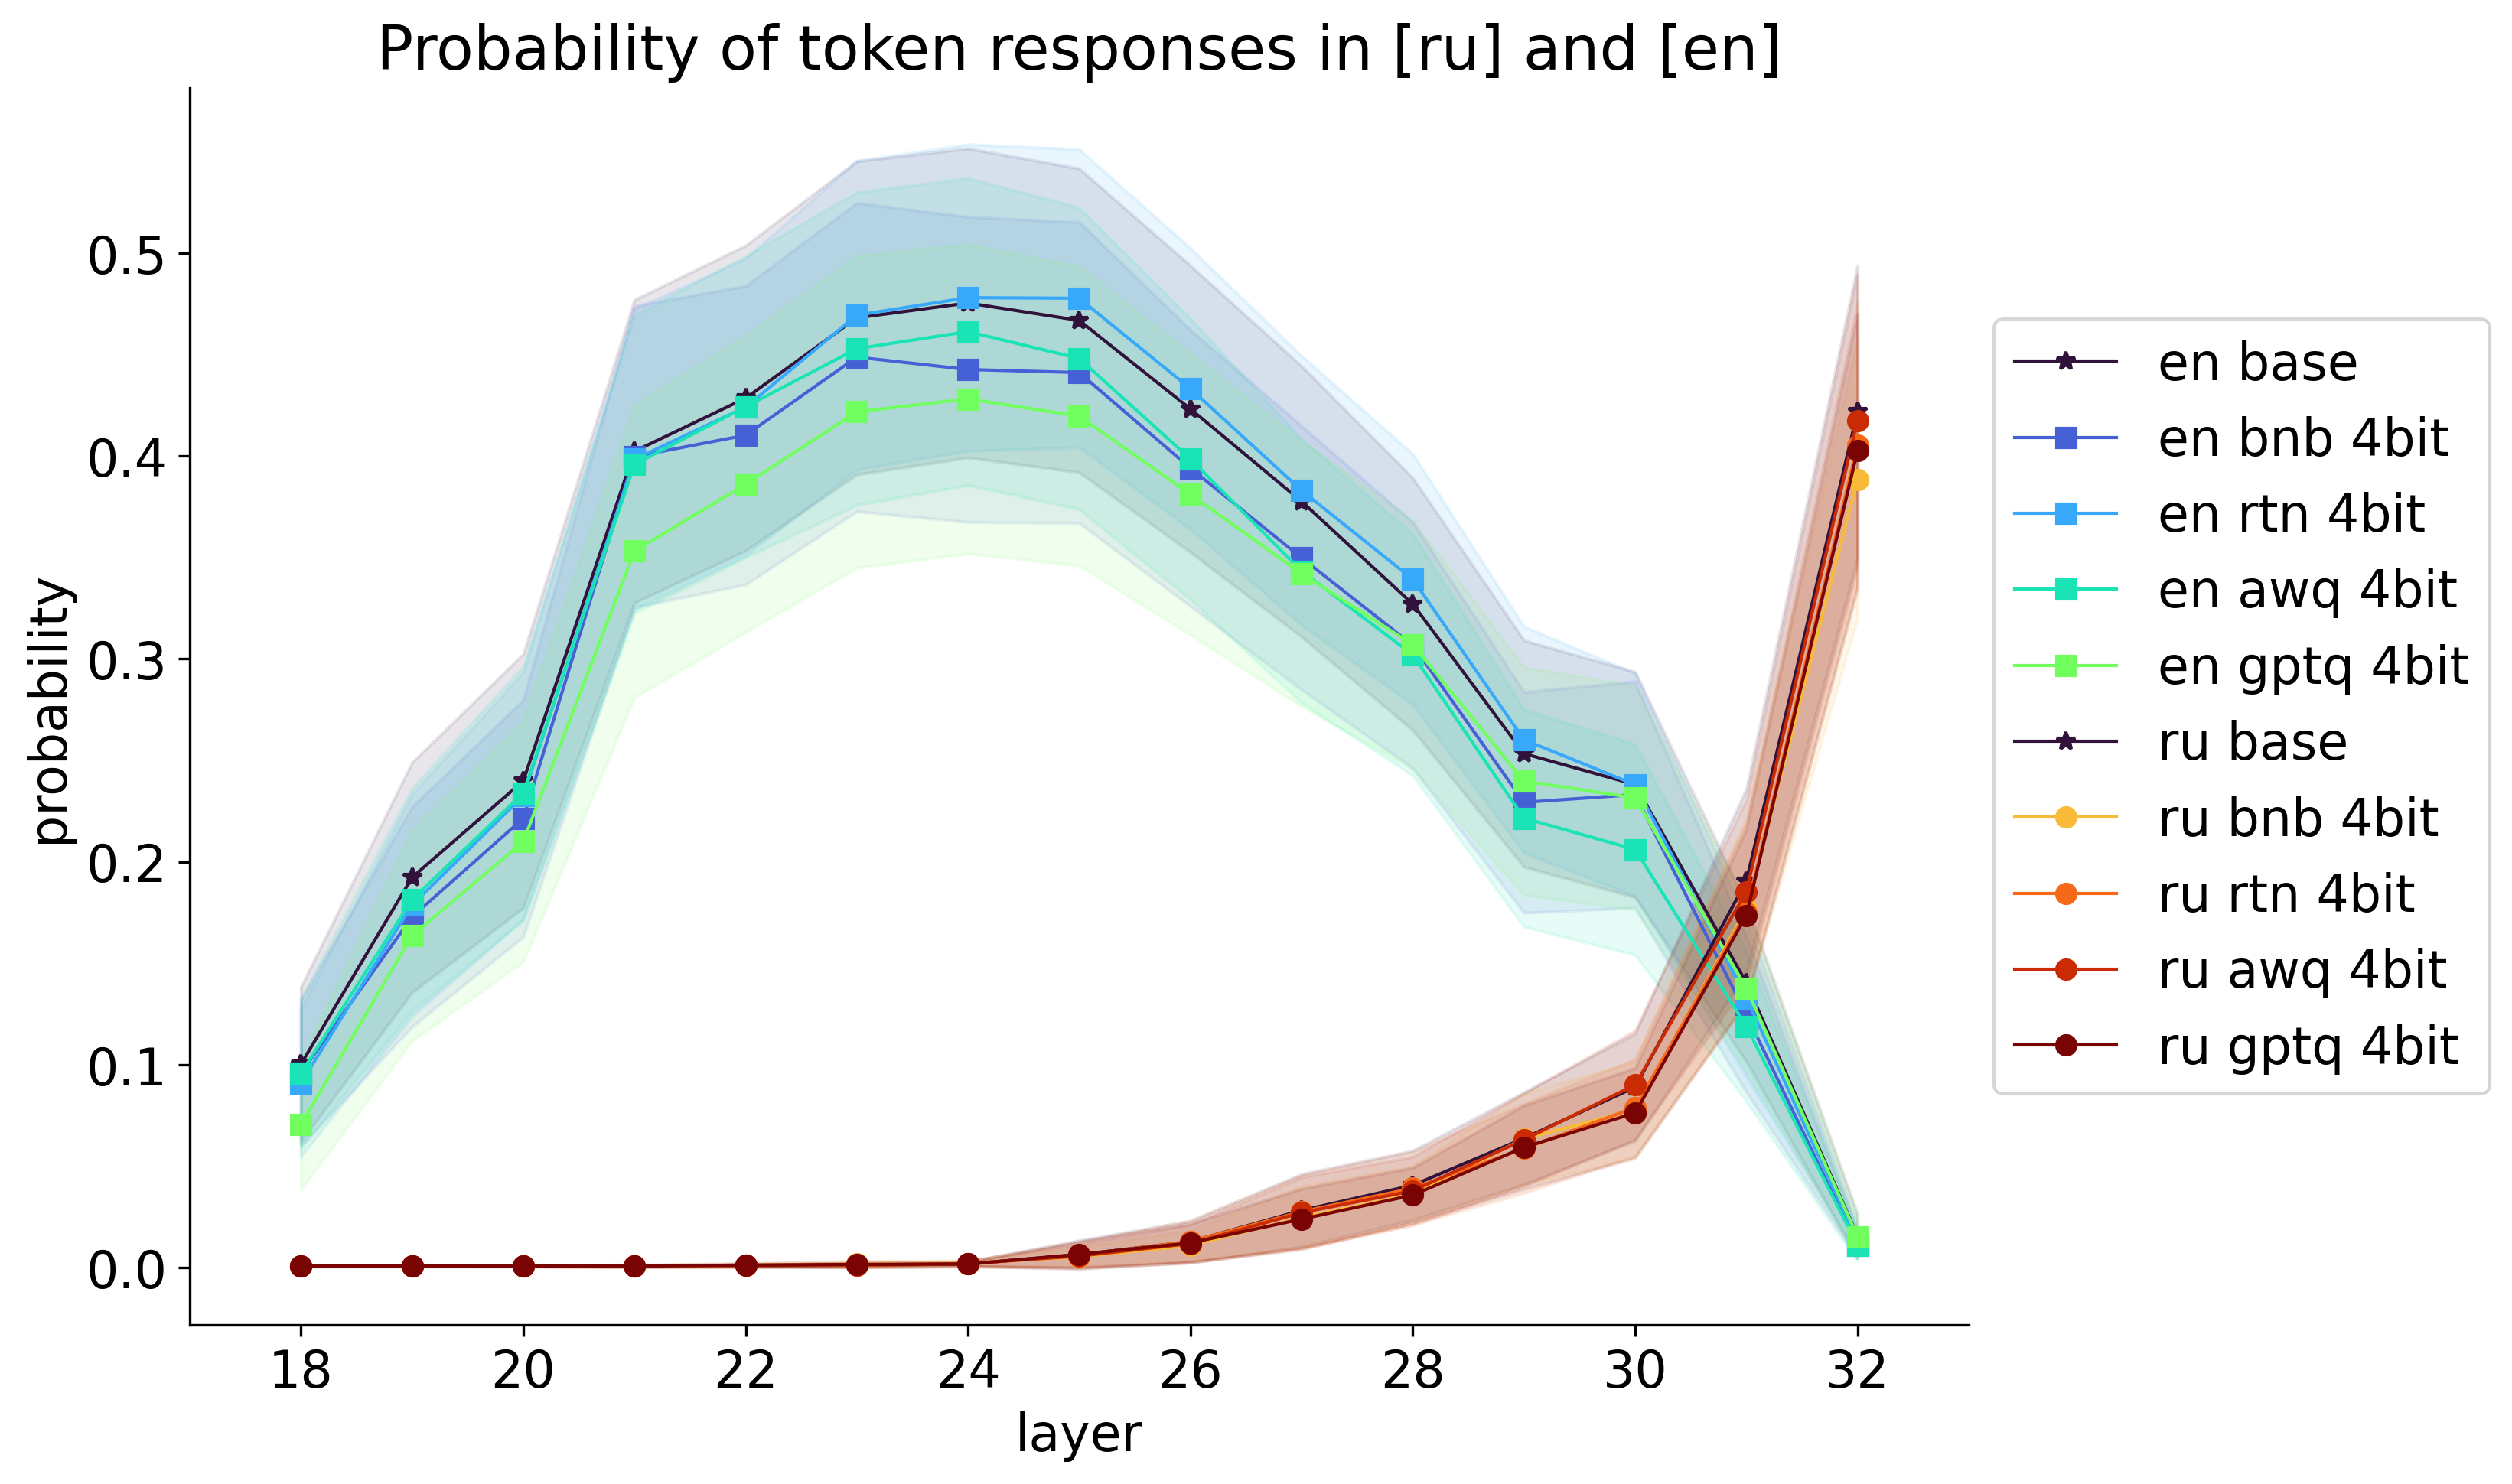 Probability of token responses in [ru] and [en]
probability
0.5
0.4
0.3
0.2
0.1
0.0
18 20 22 24 26 28 30 32
layer
en base
en bnb 4bit
en rtn 4bit
en awq 4bit
en gptq 4bit
ru base
ru bnb 4bit
ru rtn 4bit
ru awq 4bit
ru gptq 4bit